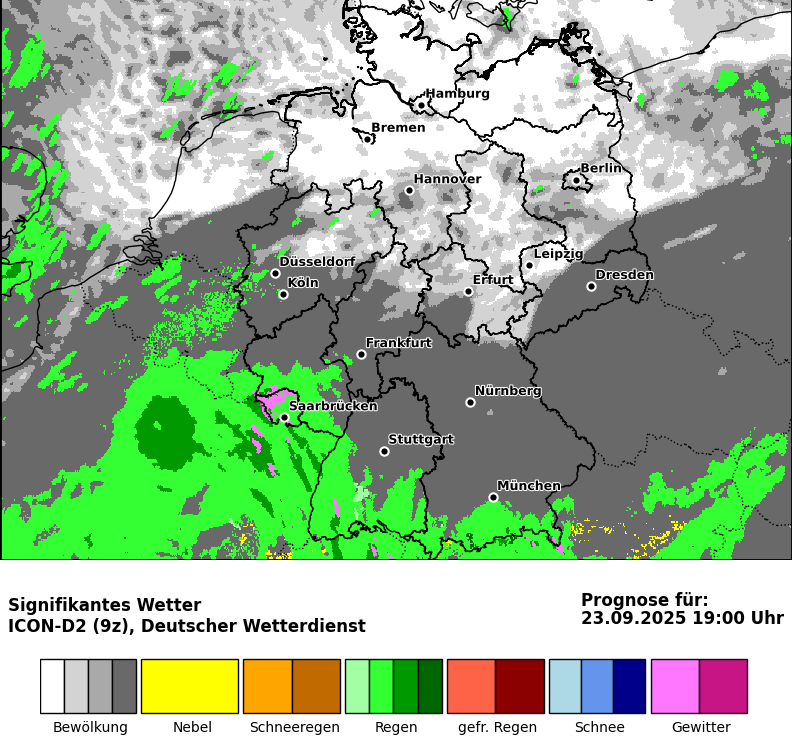 Hamburg
Bremen
Berlin
Hannover
Leipzig
Düsseldorf
Dresden
Köln
Erfurt
Frankfurt
Nürnberg
Saarbrücken
Stuttgart
München
Signifikantes Wetter
ICON-D2 (9z), Deutscher Wetterdienst
Prognose für:
23.09.2025 19:00 Uhr
Bewölkung
Nebel
Schneeregen
Regen
gefr. Regen
Schnee
Gewitter